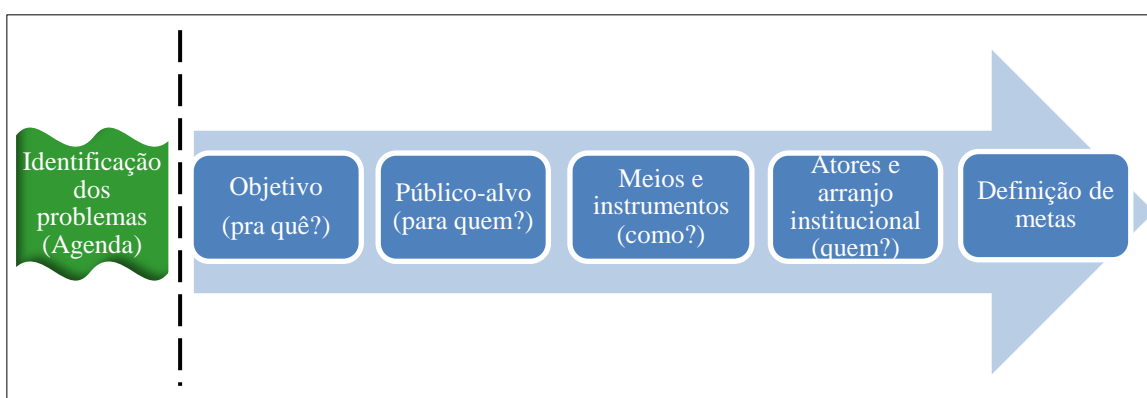 Identificação
dos
problemas
(Agenda)
Objetivo
(pra quê?)
Público-alvo
(para quem?)
Meios e
instrumentos
(como?)
Atores e
arranjo
institucional
(quem?)
Definição de
metas